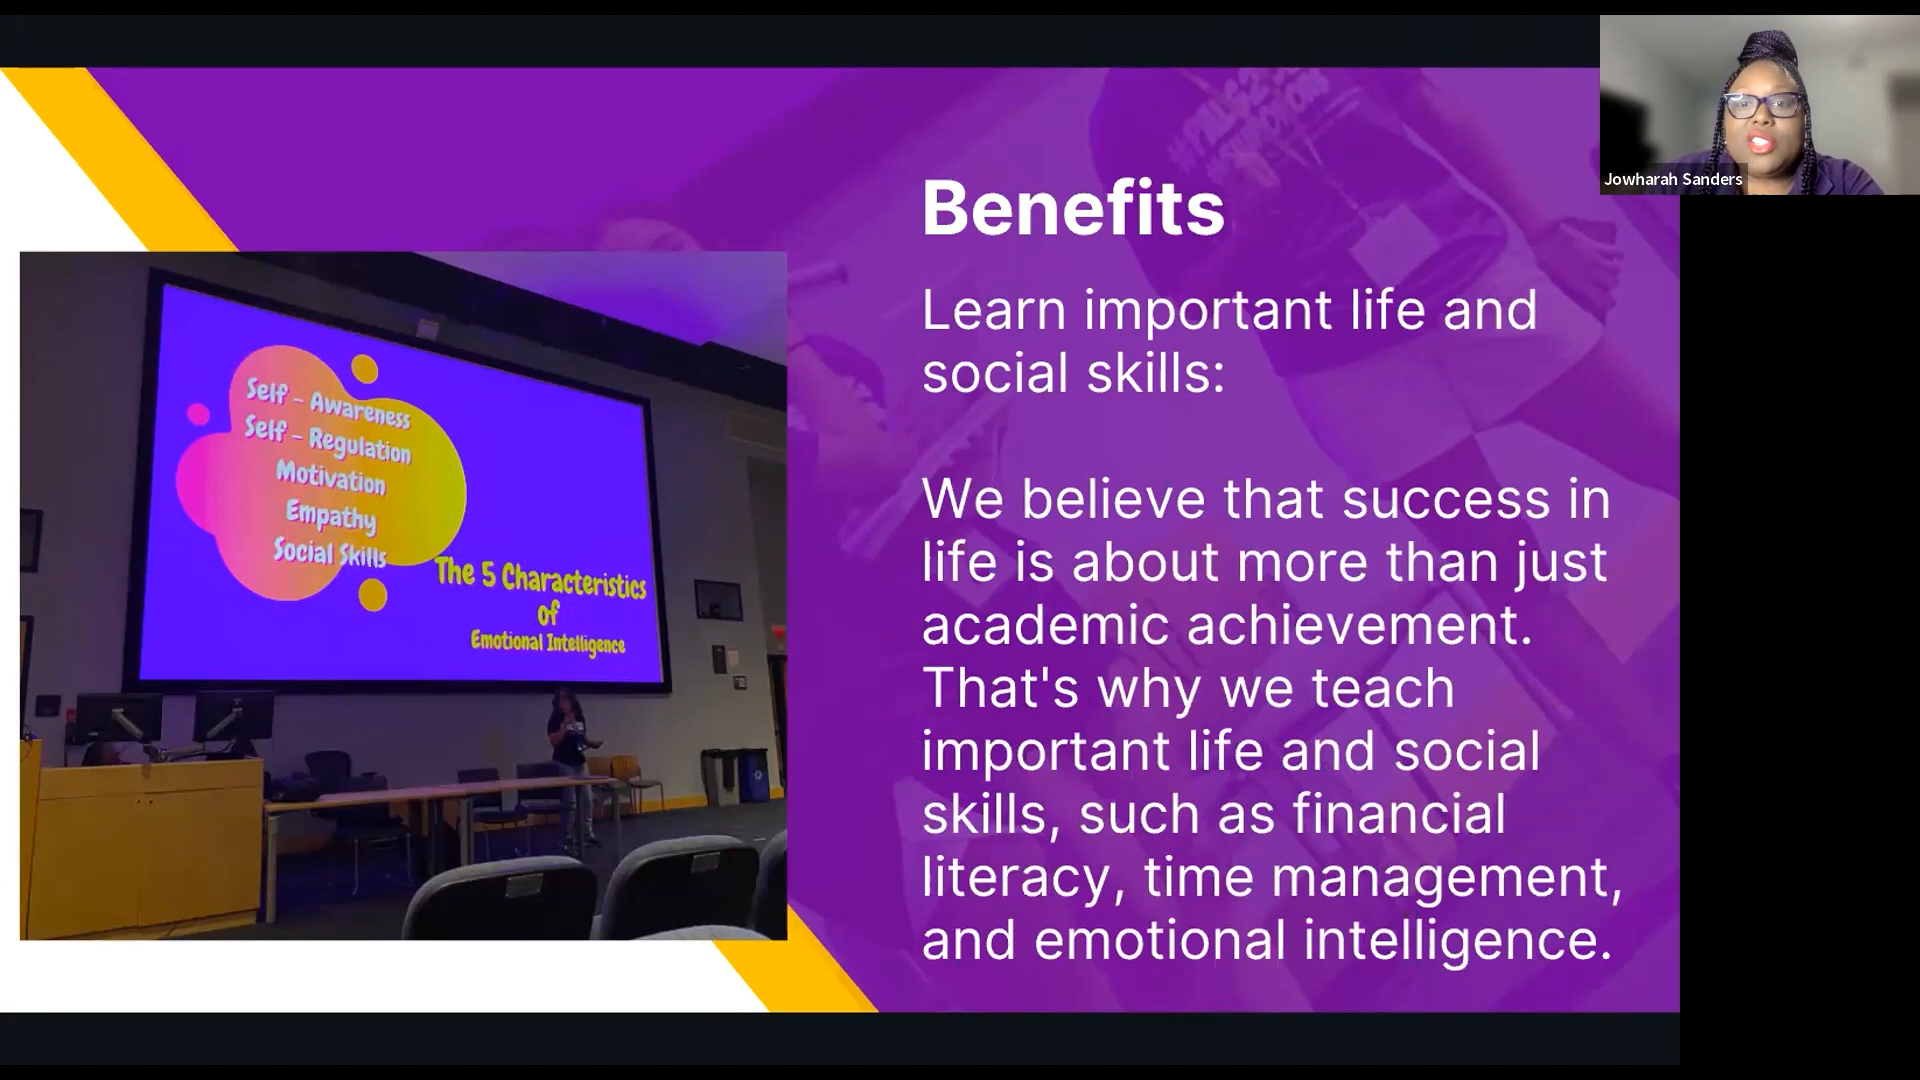 Benefits
Learn important life and
social skills:
We believe that success in
life is about more than just
academic achievement.
That's why we teach
important life and social
skills, such as financial
literacy, time management,
and emotional intelligence.
Self - Awareness
Self - Regulation
Motivation
Empathy
Social Skills
The 5 Characteristics
of
Emotional Intelligence
Jowharah Sanders